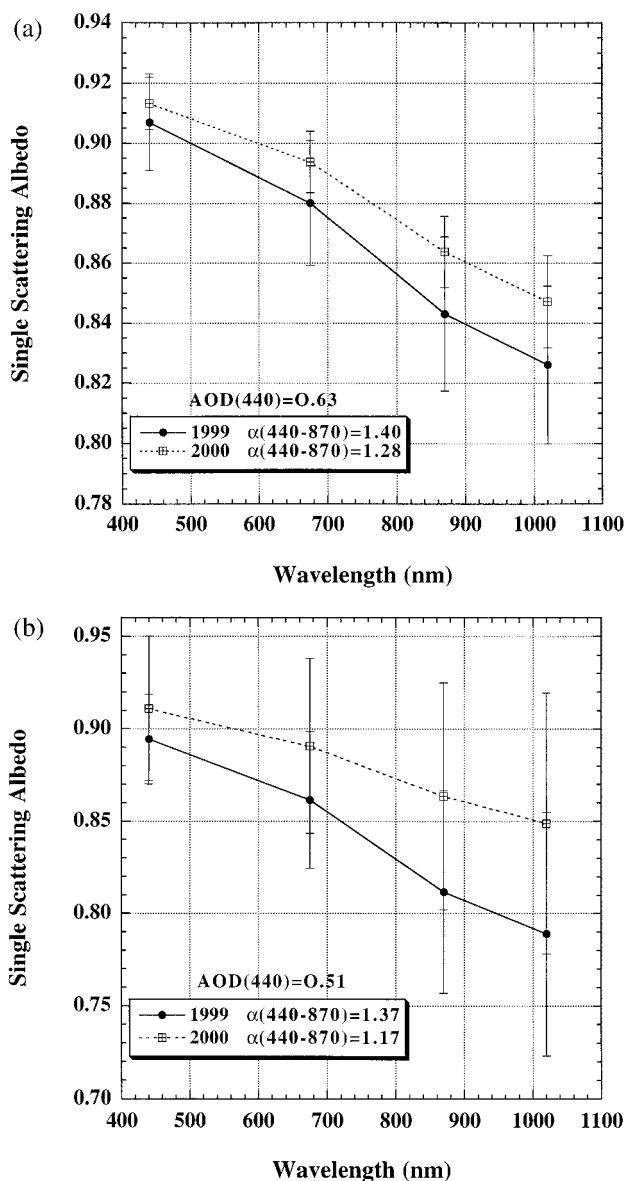 (a)
0.94
0.92
0.90
0.88
0.86
0.84
0.82
0.80
0.78
Single Scattering Albedo
AOD(440)=O.63
1999 α(440-870)=1.40
2000 α(440-870)=1.28
400 500 600 700 800 900 1000 1100
Wavelength (nm)
(b)
0.95
0.90
0.85
0.80
0.75
0.70
Single Scattering Albedo
AOD(440)=O.51
1999 α(440-870)=1.37
2000 α(440-870)=1.17
400 500 600 700 800 900 1000 1100
Wavelength (nm)